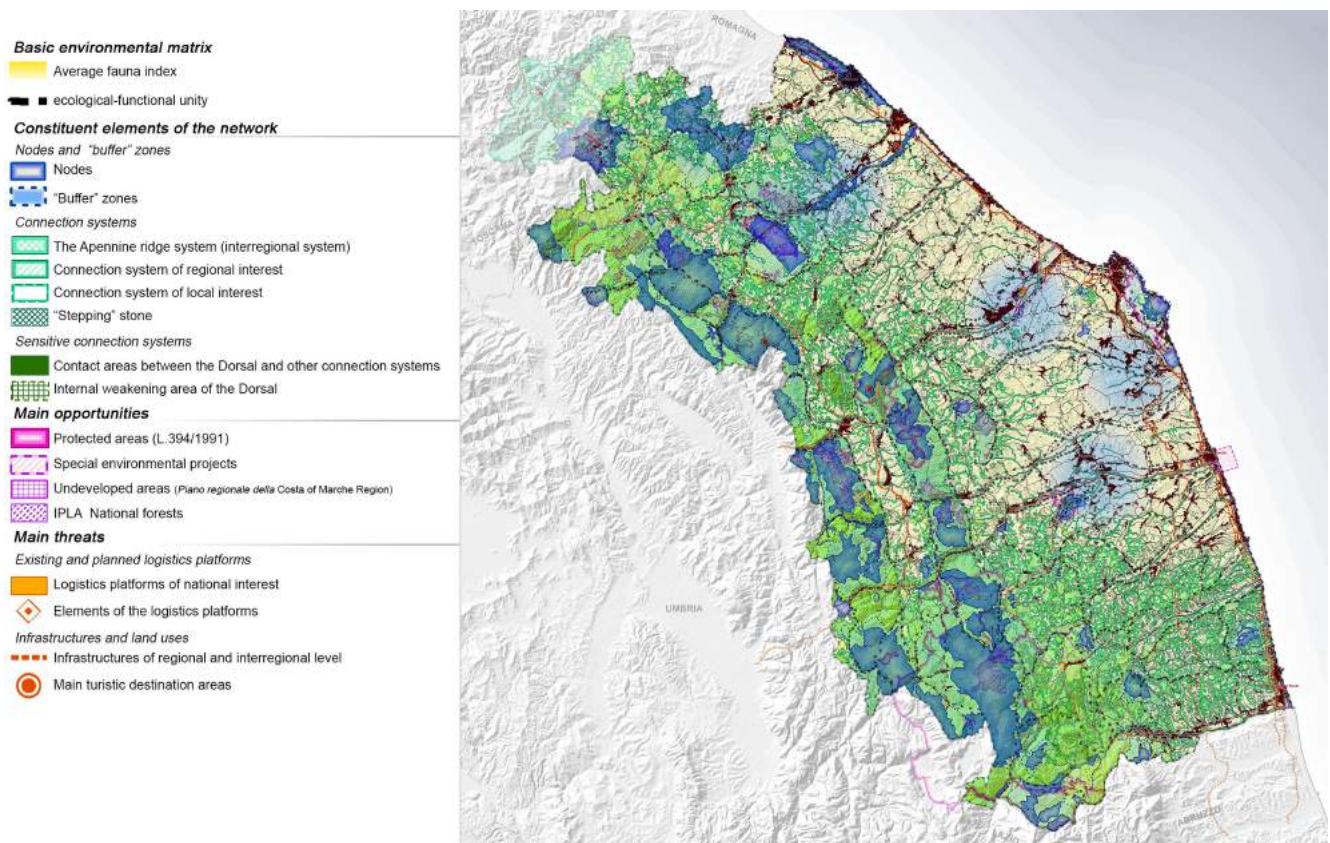 Basic environmental matrix
Average fauna index
ecological-functional unity
Constituent elements of the network
Nodes and "buffer" zones
Nodes
"Buffer" zones
Connection systems
The Apennine ridge system (interregional system)
Connection system of regional interest
Connection system of local interest
"Stepping" stone
Sensitive connection systems
Contact areas between the Dorsal and other connection systems
Internal weakening area of the Dorsal
Main opportunities
Protected areas (L.394/1991)
Special environmental projects
Undeveloped areas (Piano regionale della Costa of Marche Region)
IPLA National forests
Main threats
Existing and planned logistics platforms
Logistics platforms of national interest
Elements of the logistics platforms
Infrastructures and land uses
Infrastructures of regional and interregional level
Main turistic destination areas
ROMAGNA
UMBRIA
ABRUZZO